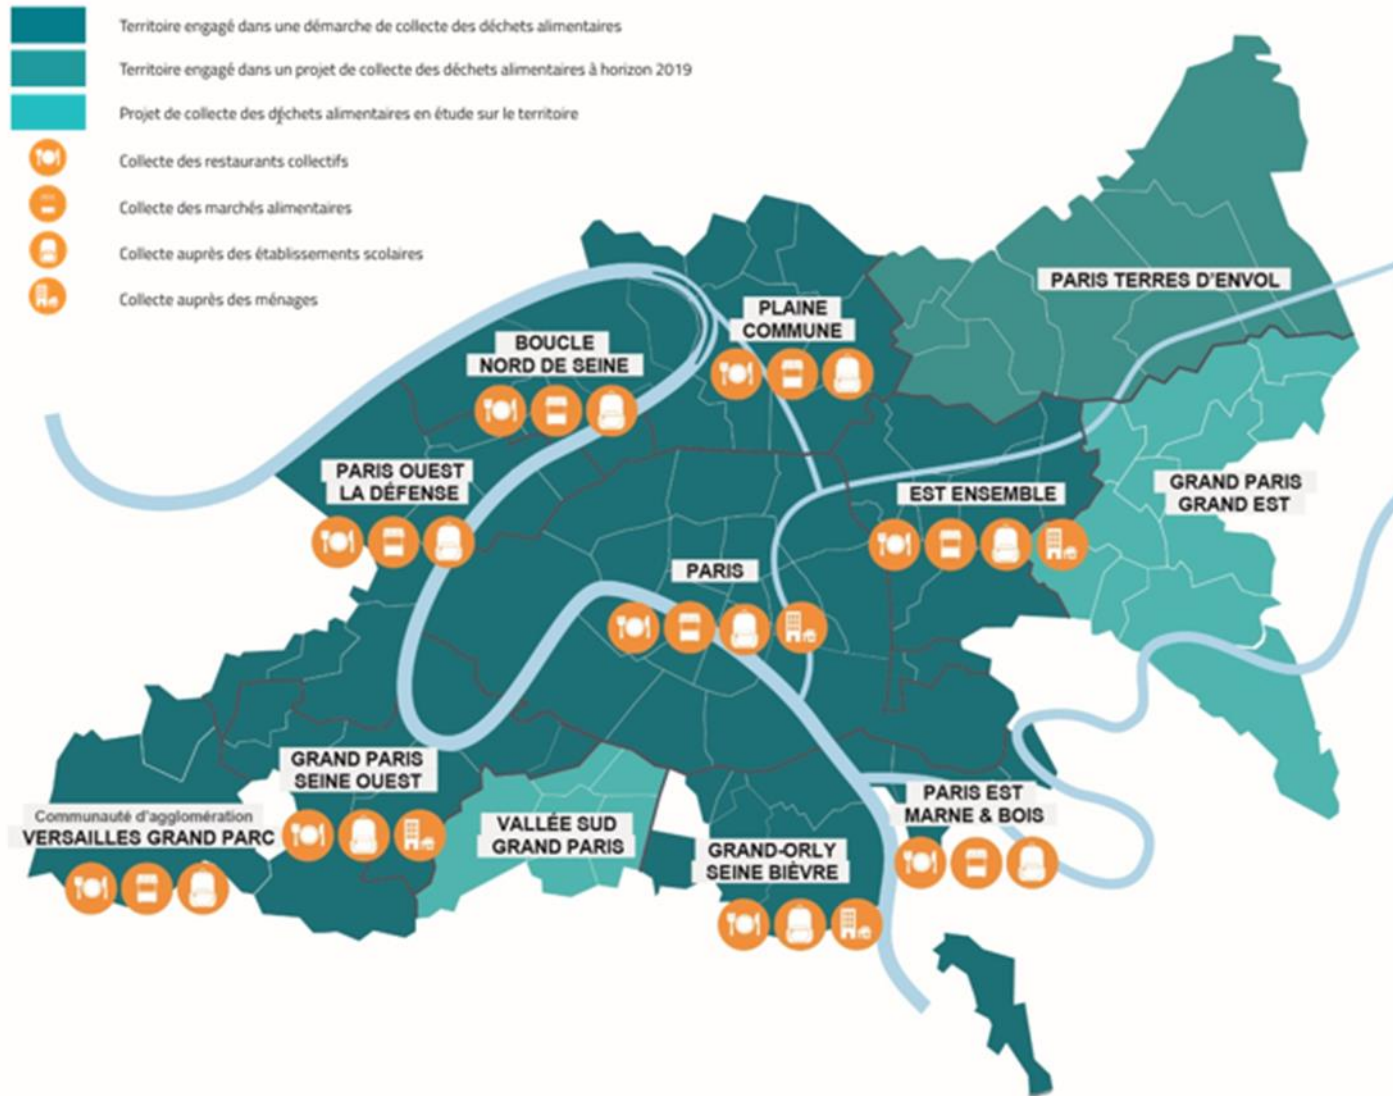 Territoire engagé dans une démarche de collecte des déchets alimentaires
Territoire engagé dans un projet de collecte des déchets alimentaires à horizon 2019
Projet de collecte des déchets alimentaires en étude sur le territoire
Collecte des restaurants collectifs
Collecte des marchés alimentaires
Collecte auprès des établissements scolaires
Collecte auprès des ménages
PARIS TERRES D'ENVOL
PLAINE
COMMUNE
BOUCLE
NORD DE SEINE
PARIS OUEST
LA DÉFENSE
EST ENSEMBLE
GRAND PARIS
GRAND EST
PARIS
GRAND PARIS
SEINE OUEST
Communauté d'agglomération
VERSAILLES GRAND PARC
VALLÉE SUD
GRAND PARIS
GRAND-ORLY
SEINE BIÈVRE
PARIS EST
MARNE & BOIS